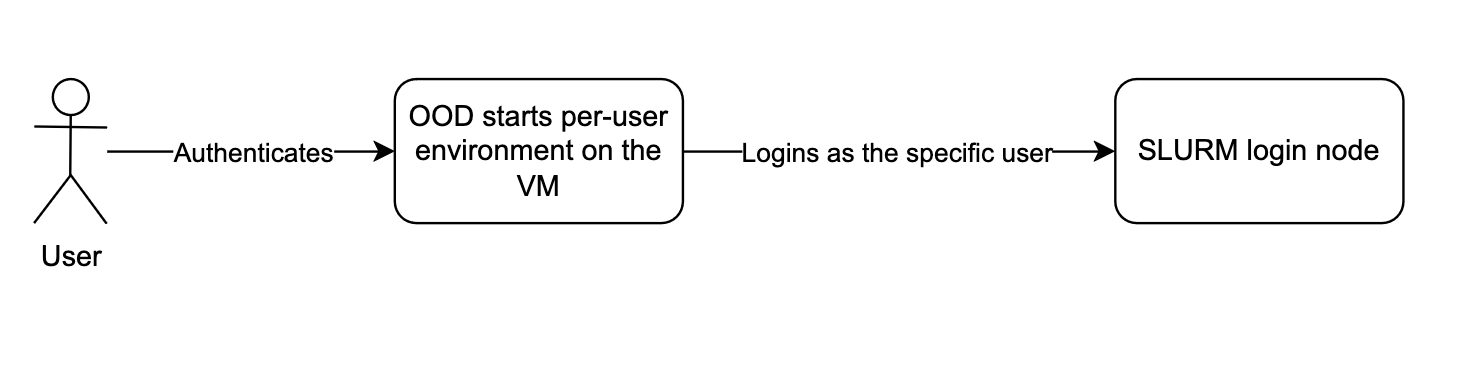 OOD starts per-user
environment on the
VM
Authenticates
Logins as the specific user
SLURM login node
User